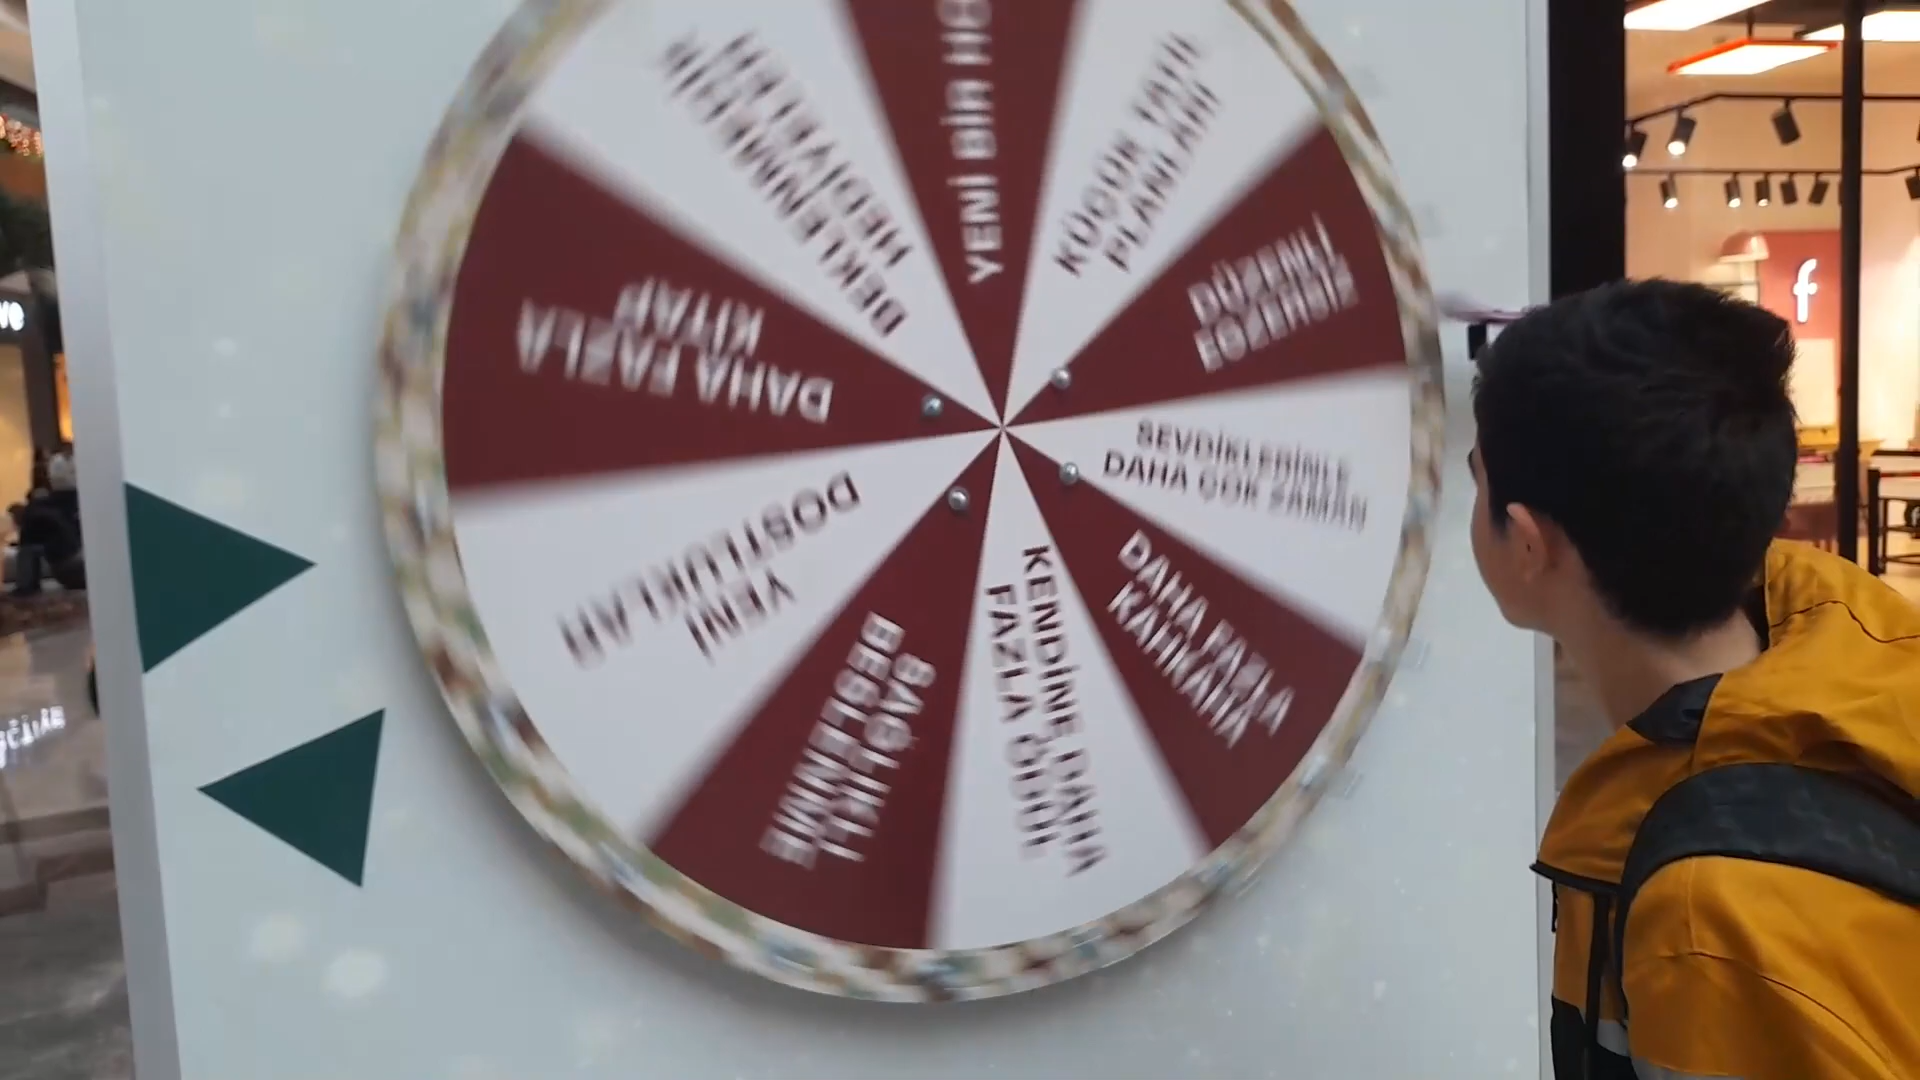 YENİ BİR HO
KÜÇÜK TATİL
PLANLARI
DÜZENLİ
EGZERSİZ
SEVDİKLERİNLE
DAHA ÇOK ZAMAN
DAHA FAZLA
KAHKAHA
KENDİNE DAHA
FAZLA ÖDÜL
SAĞLIKLI
BESLENME
YENİ
DOSTLUKLAR
DAHA FAZLA
KİTAP
BEKLENMEDİK
HEDİYELER
f